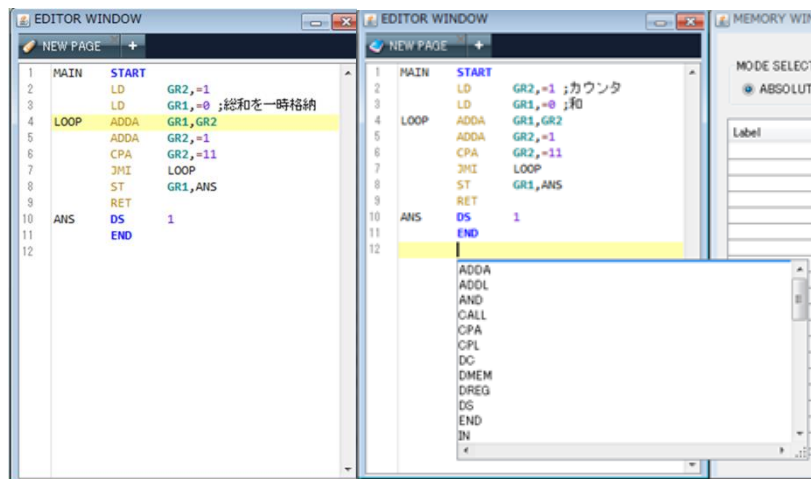 EDITOR WINDOW
NEW PAGE +
1 MAIN START
2 LD GR2,=1
3 LD GR1,=0 ;総和を一時格納
4 LOOP ADDA GR1,GR2
5 ADDA GR2,=1
6 CPA GR2,=11
7 JMI LOOP
8 ST GR1,ANS
9 RET
10 ANS DS 1
11 END
12
EDITOR WINDOW
NEW PAGE +
1 MAIN START
2 LD GR2,=1 ;カウンタ
3 LD GR1,=0 ;和
4 LOOP ADDA GR1,GR2
5 ADDA GR2,=1
6 CPA GR2,=11
7 JMI LOOP
8 ST GR1,ANS
9 RET
10 ANS DS 1
11 END
12
ADDA
ADDL
AND
CALL
CPA
CPL
DC
DMEM
DREG
DS
END
IN
MEMORY WIN
MODE SELECT
ABSOLUT
Label